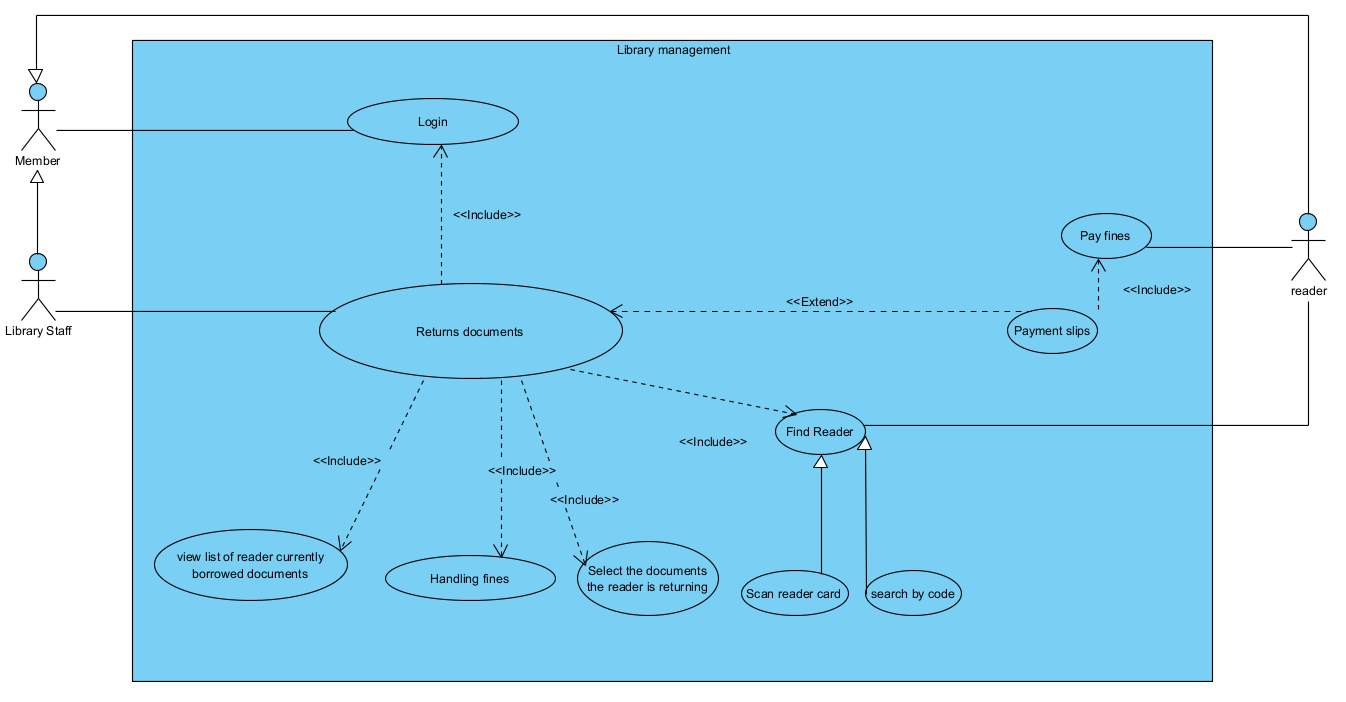 Library management
Login
Member
<<Include>>
Pay fines
<<Include>>
reader
<<Extend>>
Library Staff
Returns documents
Payment slips
Find Reader
<<Include>>
<<Include>>
<<Include>>
<<Include>>
view list of reader currently
borrowed documents
Handling fines
Select the documents
the reader is returning
Scan reader card
search by code